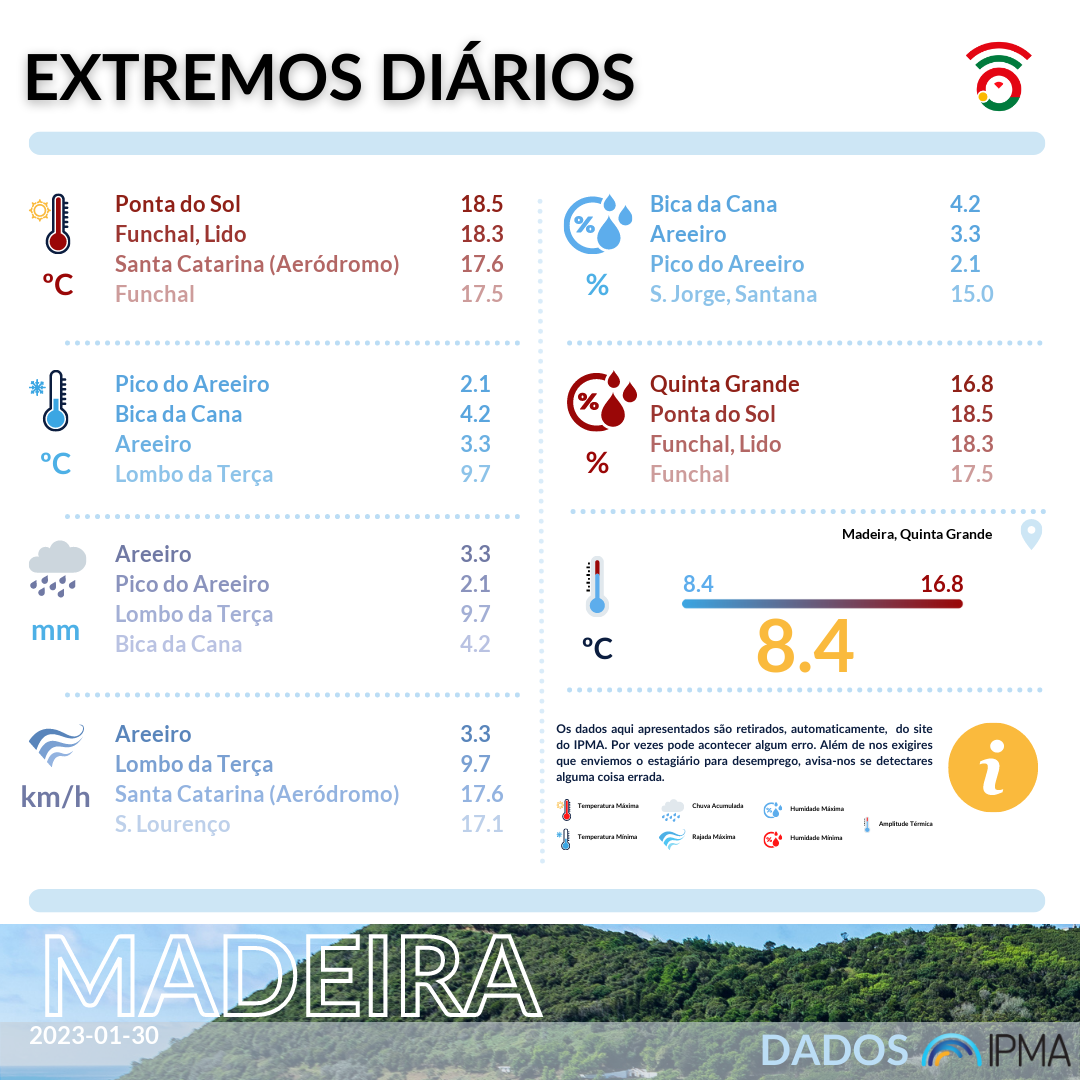 EXTREMOS DIÁRIOS
ºC
Ponta do Sol 18.5
Funchal, Lido 18.3
Santa Catarina (Aeródromo) 17.6
Funchal 17.5
ºC
Pico do Areeiro 2.1
Bica da Cana 4.2
Areeiro 3.3
Lombo da Terça 9.7
mm
Areeiro 3.3
Pico do Areeiro 2.1
Lombo da Terça 9.7
Bica da Cana 4.2
km/h
Areeiro 3.3
Lombo da Terça 9.7
Santa Catarina (Aeródromo) 17.6
S. Lourenço 17.1
%
%
Bica da Cana 4.2
Areeiro 3.3
Pico do Areeiro 2.1
S. Jorge, Santana 15.0
%
%
Quinta Grande 16.8
Ponta do Sol 18.5
Funchal, Lido 18.3
Funchal 17.5
Madeira, Quinta Grande
ºC
8.4 16.8
8.4
Os dados aqui apresentados são retirados, automaticamente, do site
do IPMA. Por vezes pode acontecer algum erro. Além de nos exigires
que enviemos o estagiário para desemprego, avisa-nos se detectares
alguma coisa errada.
i
Temperatura Máxima Chuva Acumulada Humidade Máxima
Amplitude Térmica
Temperatura Mínima Rajada Máxima Humidade Mínima
MADEIRA
2023-01-30
DADOS IPMA